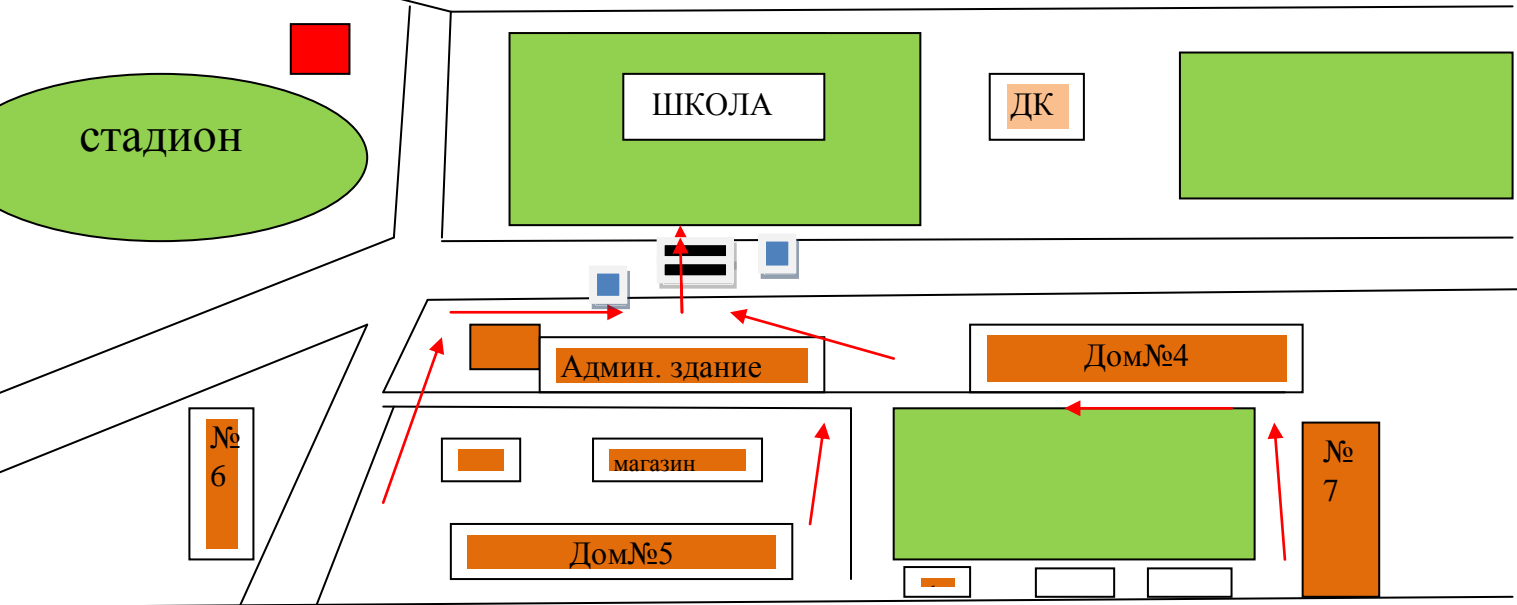 стадион
ШКОЛА
ДК
Админ. здание
Дом№4
№
6
магазин
№
7
Дом№5